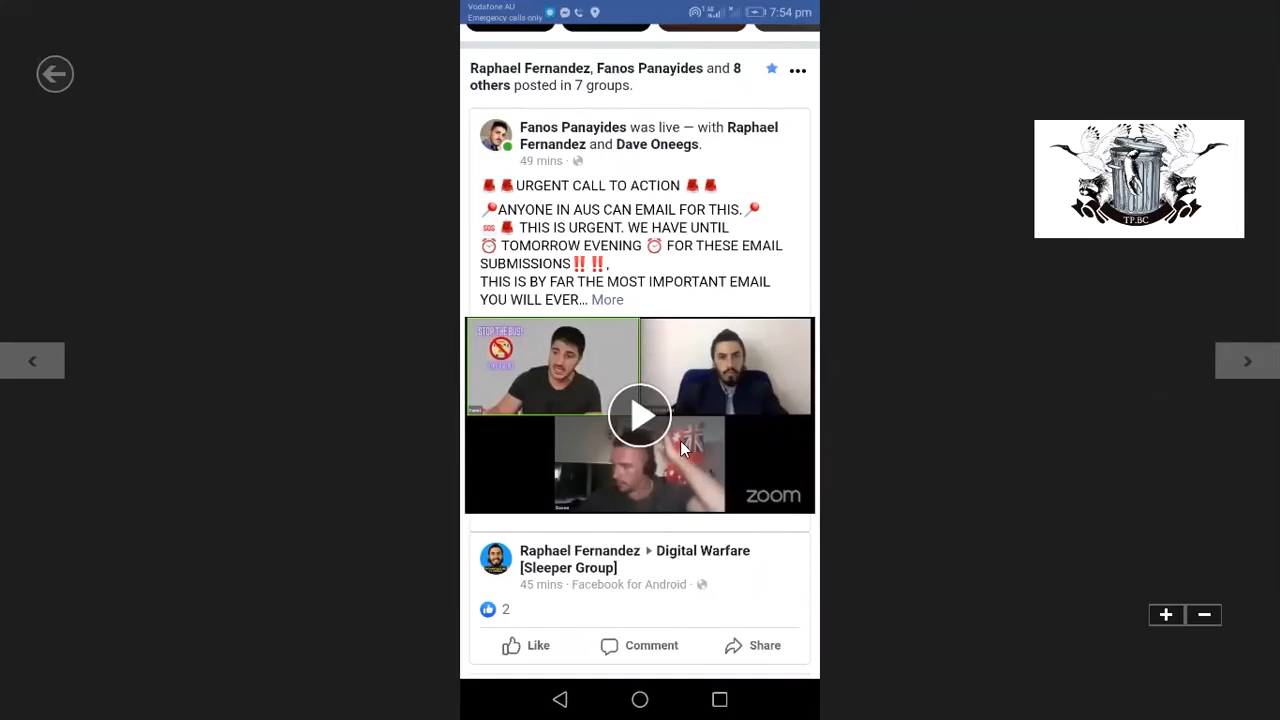 Vodafone AU
Emergency calls only
7:54 pm
Raphael Fernandez, Fanos Panayides and 8
others posted in 7 groups.
Fanos Panayides was live — with Raphael
Fernandez and Dave Oneegs.
49 mins ·
URGENT CALL TO ACTION
ANYONE IN AUS CAN EMAIL FOR THIS.
SOS THIS IS URGENT. WE HAVE UNTIL
TOMORROW EVENING FOR THESE EMAIL
SUBMISSIONS‼️ ‼️,
THIS IS BY FAR THE MOST IMPORTANT EMAIL
YOU WILL EVER... More
STOP THE BUS!
zoom
Raphael Fernandez ▸ Digital Warfare
[Sleeper Group]
45 mins · Facebook for Android ·
2
Like Comment Share
TP.BC